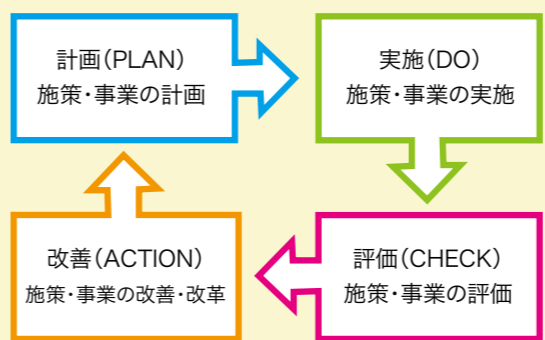 計画(PLAN)
施策・事業の計画
実施(DO)
施策・事業の実施
評価(CHECK)
施策・事業の評価
改善(ACTION)
施策・事業の改善・改革